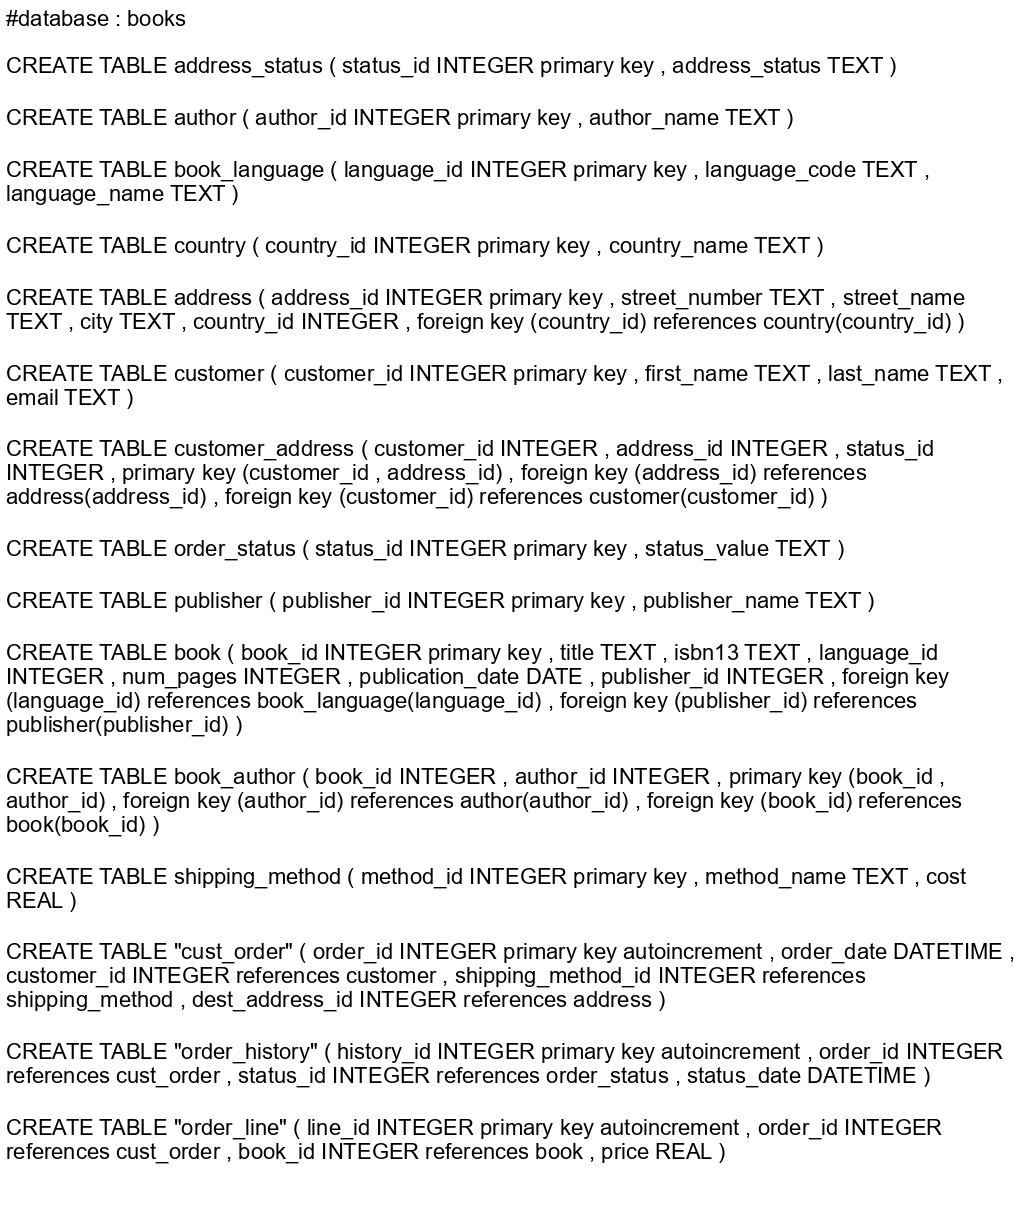 #database : books
CREATE TABLE address_status ( status_id INTEGER primary key , address_status TEXT )
CREATE TABLE author ( author_id INTEGER primary key , author_name TEXT )
CREATE TABLE book_language ( language_id INTEGER primary key , language_code TEXT ,
language_name TEXT )
CREATE TABLE country ( country_id INTEGER primary key , country_name TEXT )
CREATE TABLE address ( address_id INTEGER primary key , street_number TEXT , street_name
TEXT , city TEXT , country_id INTEGER , foreign key (country_id) references country(country_id) )
CREATE TABLE customer ( customer_id INTEGER primary key , first_name TEXT , last_name TEXT ,
email TEXT )
CREATE TABLE customer_address ( customer_id INTEGER , address_id INTEGER , status_id
INTEGER , primary key (customer_id , address_id) , foreign key (address_id) references
address(address_id) , foreign key (customer_id) references customer(customer_id) )
CREATE TABLE order_status ( status_id INTEGER primary key , status_value TEXT )
CREATE TABLE publisher ( publisher_id INTEGER primary key , publisher_name TEXT )
CREATE TABLE book ( book_id INTEGER primary key , title TEXT , isbn13 TEXT , language_id
INTEGER , num_pages INTEGER , publication_date DATE , publisher_id INTEGER , foreign key
(language_id) references book_language(language_id) , foreign key (publisher_id) references
publisher(publisher_id) )
CREATE TABLE book_author ( book_id INTEGER , author_id INTEGER , primary key (book_id ,
author_id) , foreign key (author_id) references author(author_id) , foreign key (book_id) references
book(book_id) )
CREATE TABLE shipping_method ( method_id INTEGER primary key , method_name TEXT , cost
REAL )
CREATE TABLE "cust_order" ( order_id INTEGER primary key autoincrement , order_date DATETIME ,
customer_id INTEGER references customer , shipping_method_id INTEGER references
shipping_method , dest_address_id INTEGER references address )
CREATE TABLE "order_history" ( history_id INTEGER primary key autoincrement , order_id INTEGER
references cust_order , status_id INTEGER references order_status , status_date DATETIME )
CREATE TABLE "order_line" ( line_id INTEGER primary key autoincrement , order_id INTEGER
references cust_order , book_id INTEGER references book , price REAL )